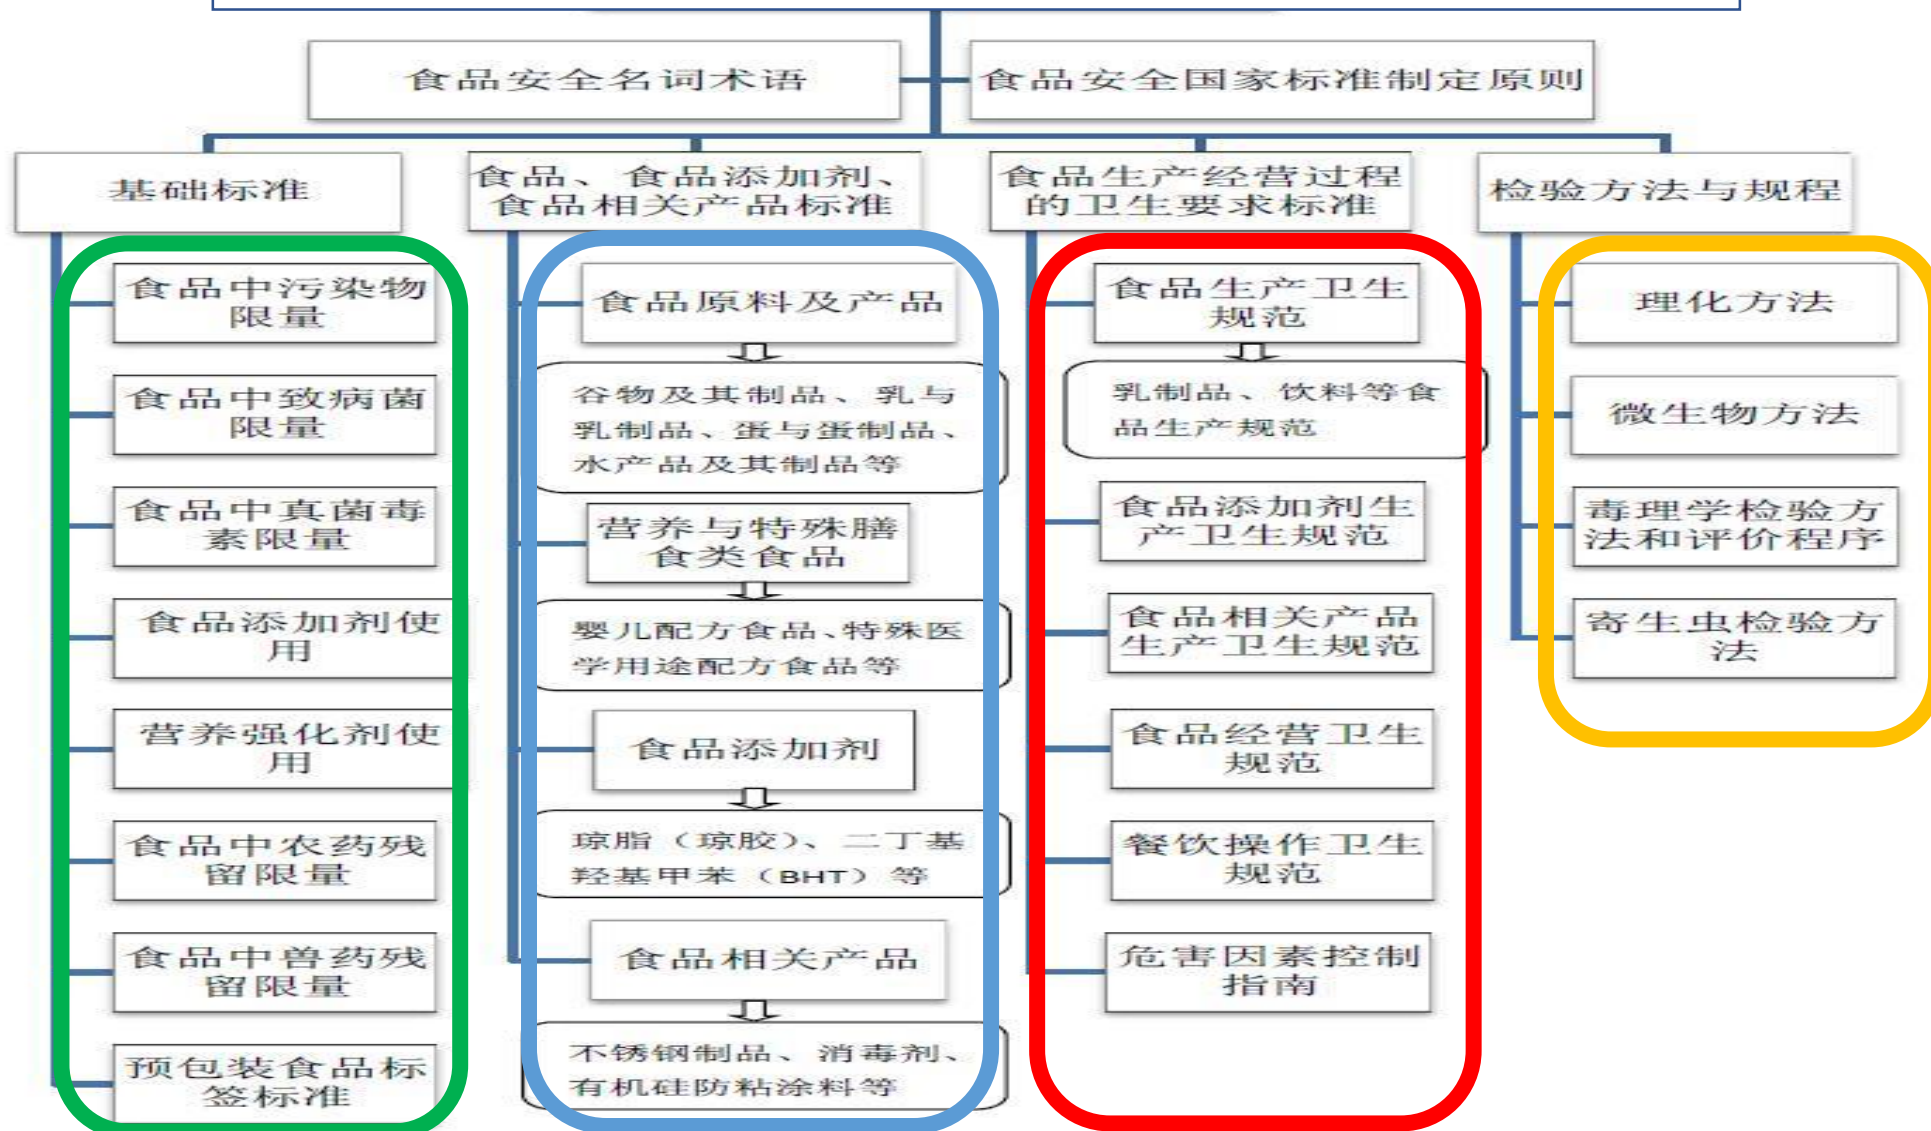 食品安全名词术语
食品安全国家标准制定原则
基础标准
食品中污染物
限量
食品中致病菌
限量
食品中真菌毒
素限量
食品添加剂使
用
营养强化剂使
用
食品中农药残
留限量
食品中兽药残
留限量
预包装食品标
签标准
食品、食品添加剂、
食品相关产品标准
食品原料及产品
谷物及其制品、乳与
乳制品、蛋与蛋制品、
水产品及其制品等
营养与特殊膳
食类食品
婴儿配方食品、特殊医
学用途配方食品等
食品添加剂
琼脂（琼胶）、二丁基
羟基甲苯（BHT）等
食品相关产品
不锈钢制品、消毒剂、
有机硅防粘涂料等
食品生产经营过程
的卫生要求标准
食品生产卫生
规范
乳制品、饮料等食
品生产规范
食品添加剂生
产卫生规范
食品相关产品
生产卫生规范
食品经营卫生
规范
餐饮操作卫生
规范
危害因素控制
指南
检验方法与规程
理化方法
微生物方法
毒理学检验方
法和评价程序
寄生虫检验方
法